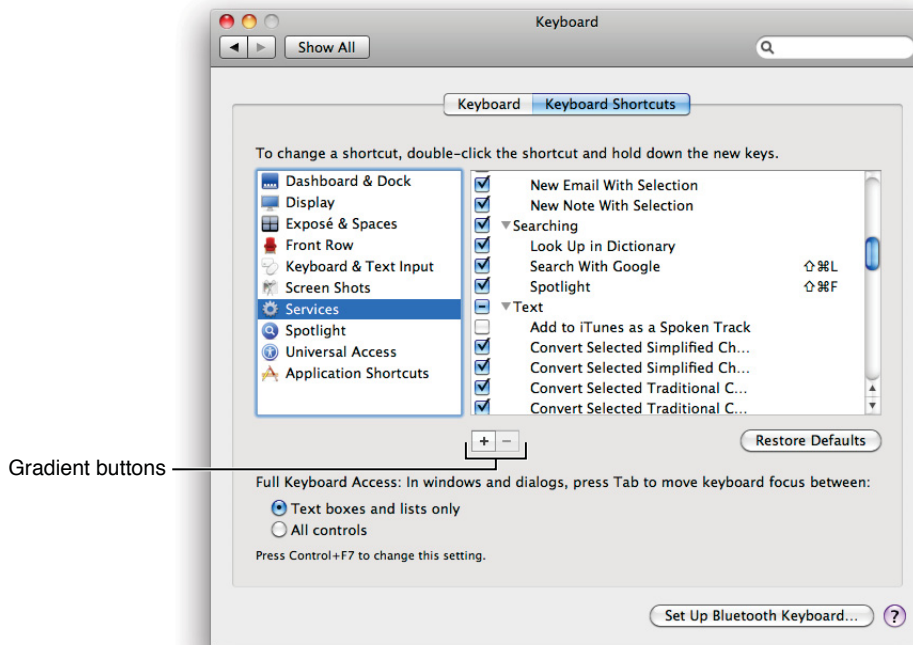 Keyboard
Show All
Keyboard Keyboard Shortcuts
To change a shortcut, double-click the shortcut and hold down the new keys.
Dashboard & Dock
Display
Exposé & Spaces
Front Row
Keyboard & Text Input
Screen Shots
Services
Spotlight
Universal Access
Application Shortcuts
New Email With Selection
New Note With Selection
Searching
Look Up in Dictionary
Search With Google ⇧⌘L
Spotlight ⇧⌘F
Text
Add to iTunes as a Spoken Track
Convert Selected Simplified Ch...
Convert Selected Simplified Ch...
Convert Selected Traditional C...
Convert Selected Traditional C...
+ −
Restore Defaults
Gradient buttons
Full Keyboard Access: In windows and dialogs, press Tab to move keyboard focus between:
Text boxes and lists only
All controls
Press Control+F7 to change this setting.
Set Up Bluetooth Keyboard... ?